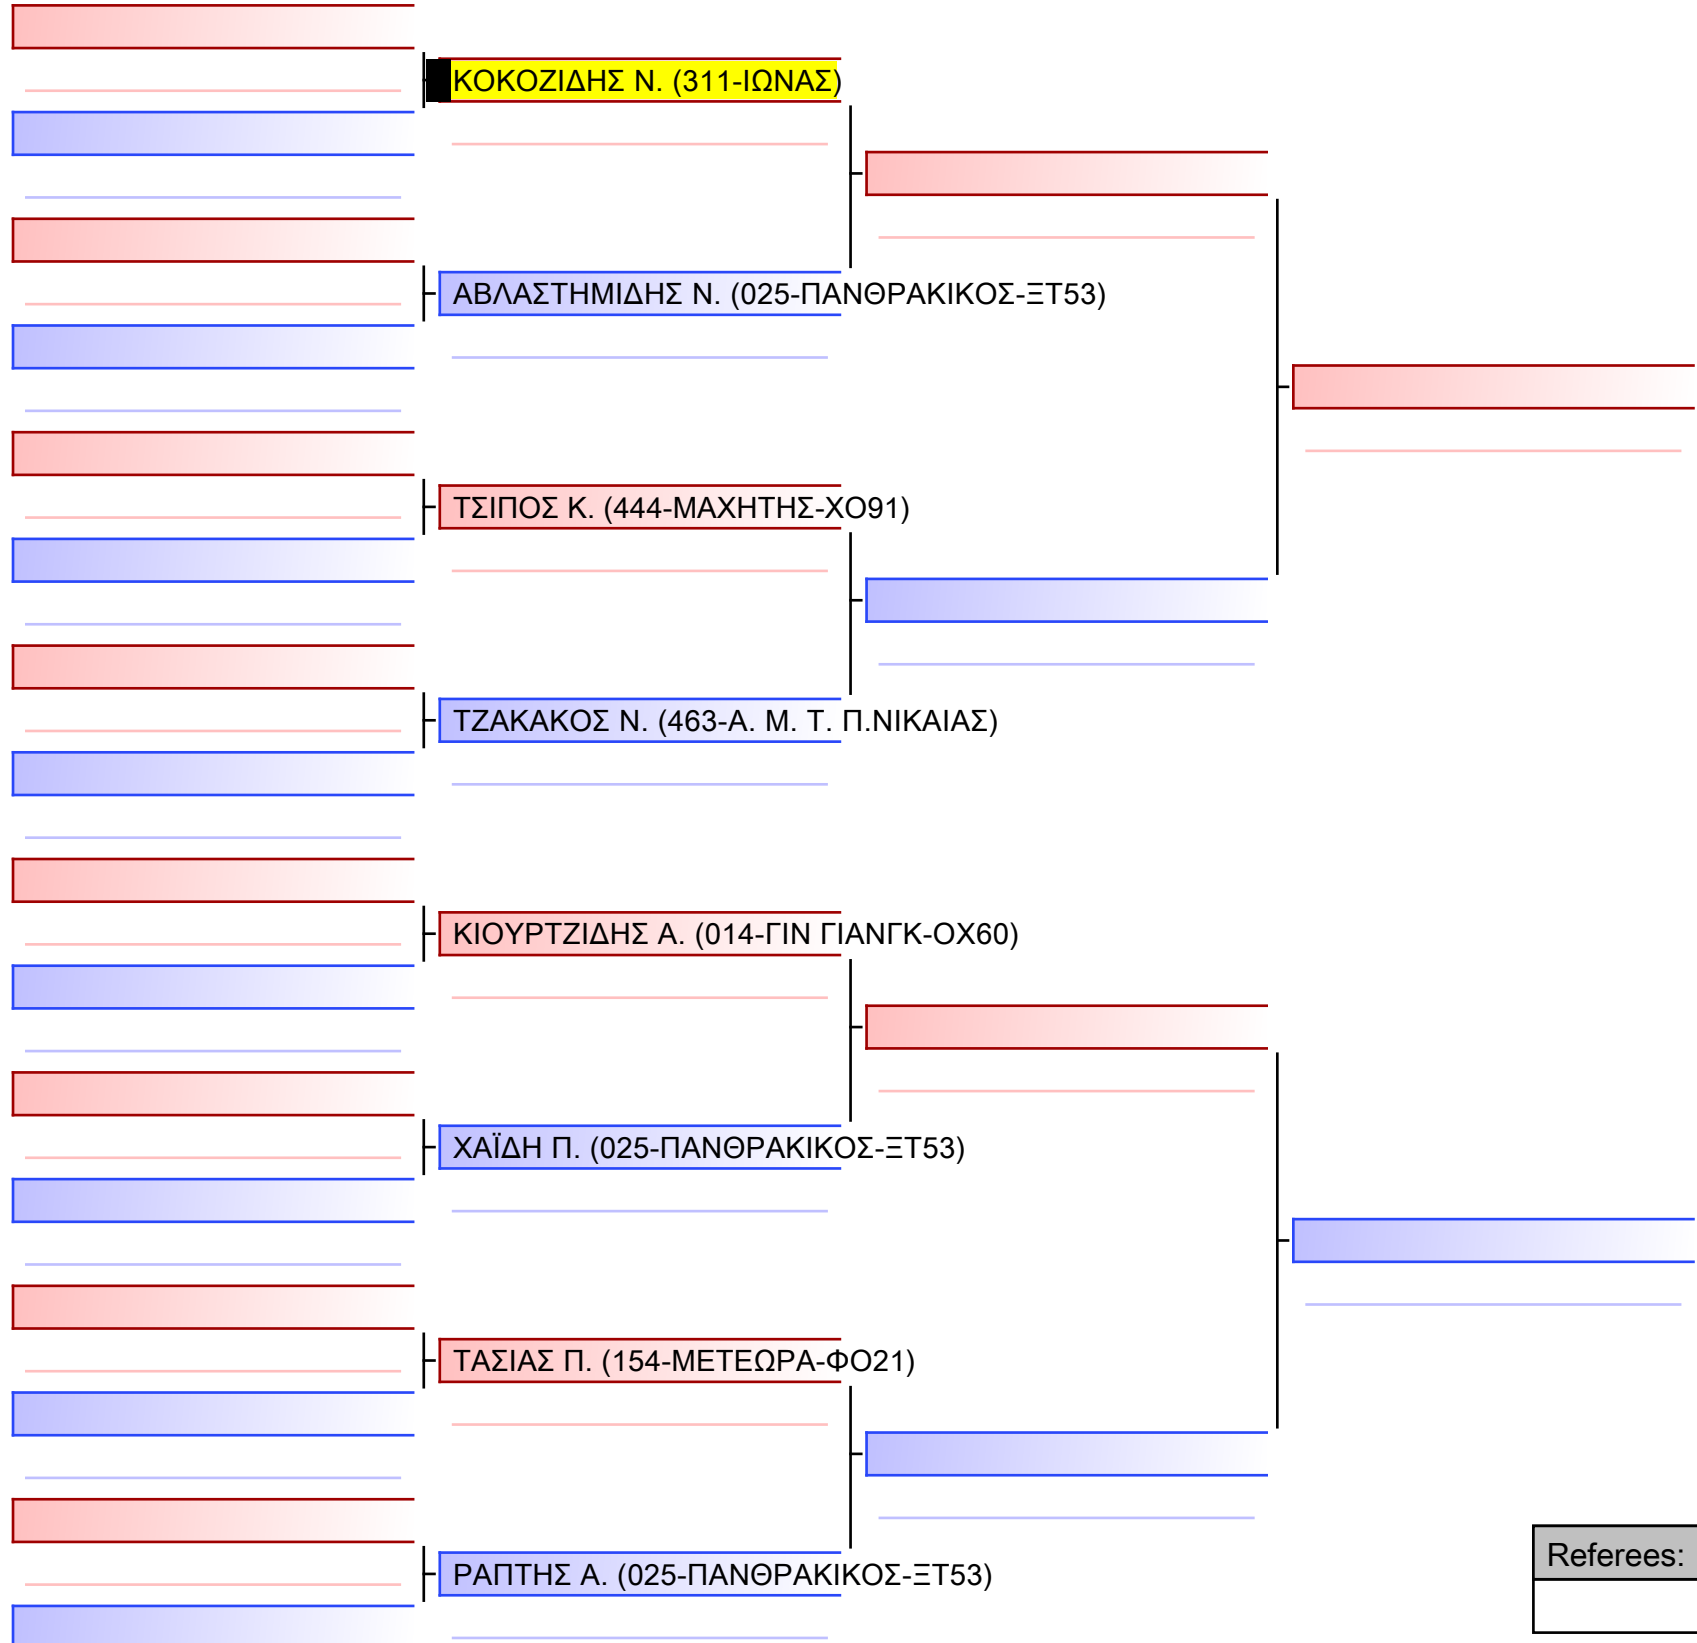 ΚΟΚΟΖΙΔΗΣ Ν. (311-ΙΩΝΑΣ)
ΑΒΛΑΣΤΗΜΙΔΗΣ Ν. (025-ΠΑΝΘΡΑΚΙΚΟΣ-ΞΤ53)
ΤΣΙΠΟΣ Κ. (444-ΜΑΧΗΤΗΣ-ΧΟ91)
ΤΖΑΚΑΚΟΣ Ν. (463-Α. Μ. Τ. Π.ΝΙΚΑΙΑΣ)
ΚΙΟΥΡΤΖΙΔΗΣ Α. (014-ΓΙΝ ΓΙΑΝΓΚ-ΟΧ60)
ΧΑΪΔΗ Π. (025-ΠΑΝΘΡΑΚΙΚΟΣ-ΞΤ53)
ΤΑΣΙΑΣ Π. (154-ΜΕΤΕΩΡΑ-ΦΟ21)
ΡΑΠΤΗΣ Α. (025-ΠΑΝΘΡΑΚΙΚΟΣ-ΞΤ53)
Referees: